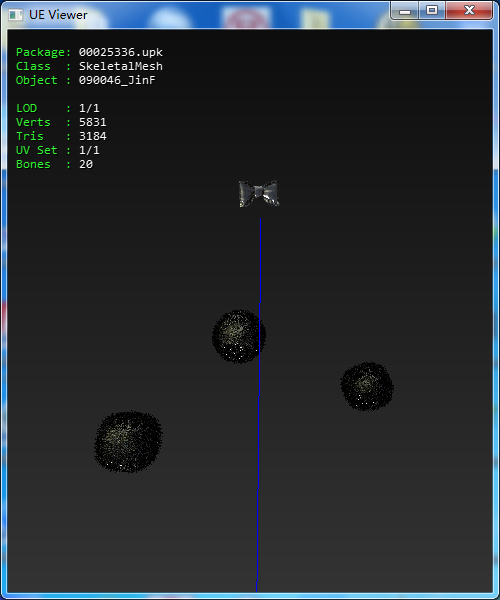 UE Viewer
Package: 00025336.upk
Class : SkeletalMesh
Object : 090046_JinF
LOD : 1/1
Verts : 5831
Tris : 3184
UV Set : 1/1
Bones : 20